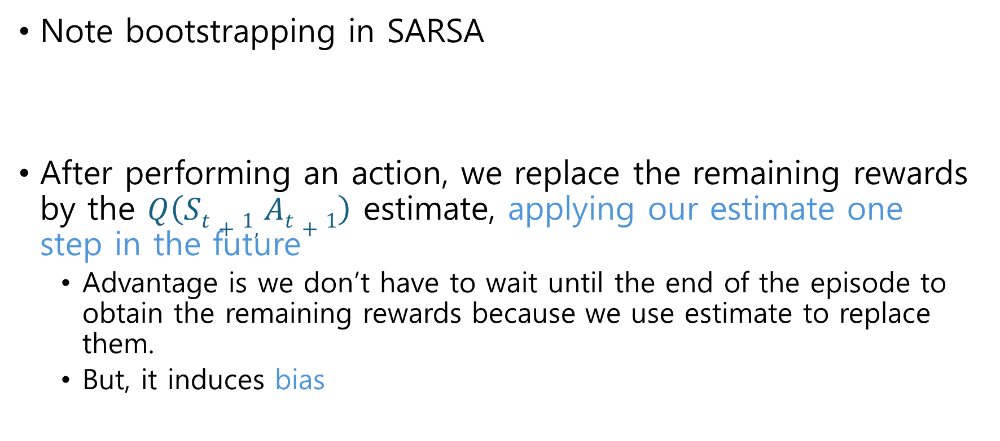 • Note bootstrapping in SARSA
• After performing an action, we replace the remaining rewards
by the Q(S_{t + 1}, A_{t + 1}) estimate, applying our estimate one
step in the future
• Advantage is we don’t have to wait until the end of the episode to
obtain the remaining rewards because we use estimate to replace
them.
• But, it induces bias